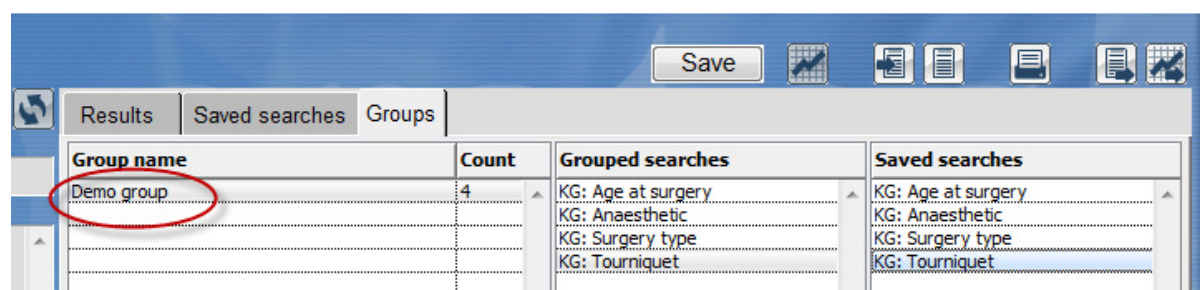 Save
Results Saved searches Groups
Group name Count Grouped searches Saved searches
Demo group 4 KG: Age at surgery KG: Age at surgery
KG: Anaesthetic KG: Anaesthetic
KG: Surgery type KG: Surgery type
KG: Tourniquet KG: Tourniquet